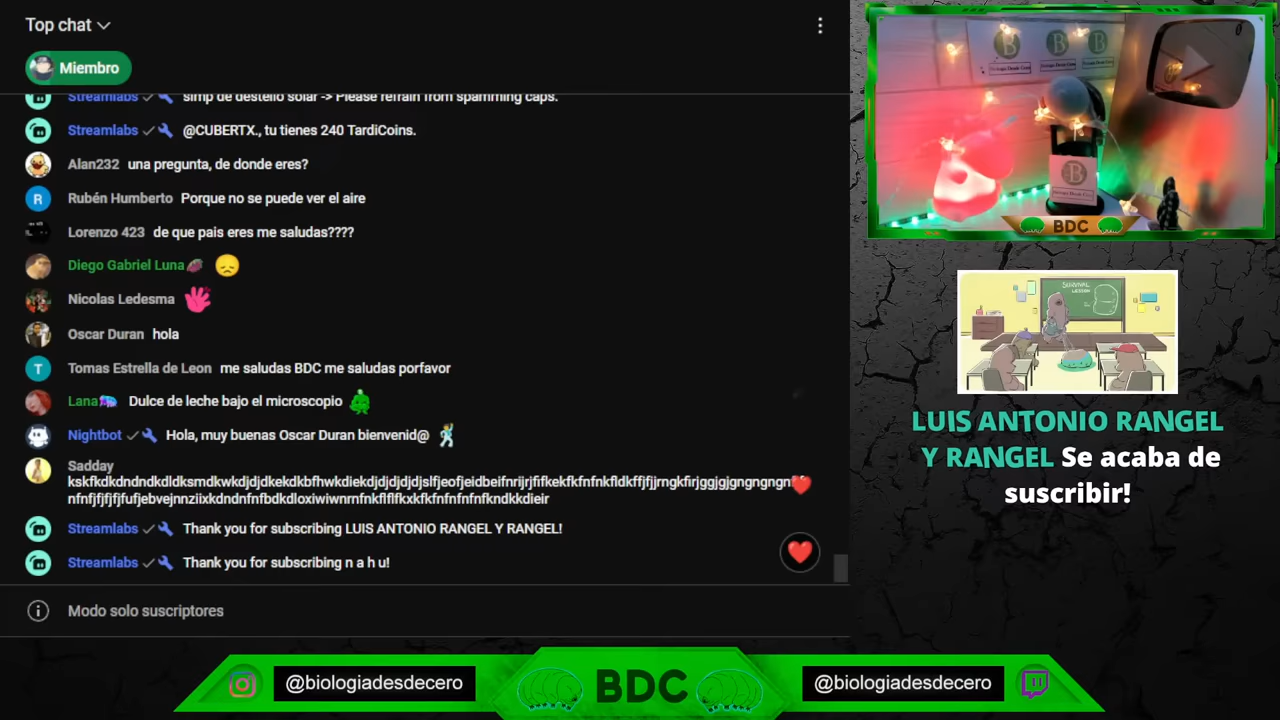 Top chat
Miembro
Streamlabs simp de destello solar -> Please refrain from spamming caps.
Streamlabs @CUBERTX., tu tienes 240 TardiCoins.
Alan232 una pregunta, de donde eres?
Rubén Humberto Porque no se puede ver el aire
Lorenzo 423 de que pais eres me saludas????
Diego Gabriel Luna
Nicolas Ledesma
Oscar Duran hola
T Tomas Estrella de Leon me saludas BDC me saludas porfavor
Lana Dulce de leche bajo el microscopio
Nightbot Hola, muy buenas Oscar Duran bienvenid@
Sadday
Streamlabs Thank you for subscribing LUIS ANTONIO RANGEL Y RANGEL!
Streamlabs Thank you for subscribing n a h u!
Modo solo suscriptores
BDC
SURVIVAL
LESSON
LUIS ANTONIO RANGEL
Y RANGEL Se acaba de
suscribir!
@biologiadesdecero
BDC
@biologiadesdecero